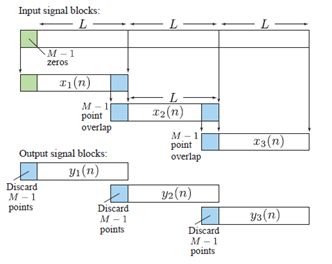 Input signal blocks:
L L L
M − 1
zeros
x1(n)
L
M − 1
point
overlap
x2(n)
M − 1
point
overlap
x3(n)
Output signal blocks:
y1(n)
Discard
M − 1
points
y2(n)
Discard
M − 1
points
y3(n)
Discard
M − 1
points